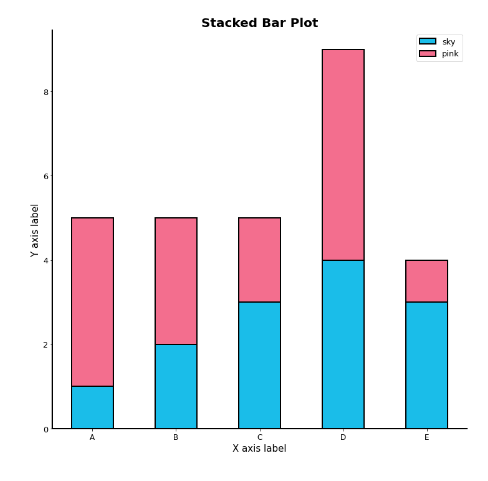 Stacked Bar Plot
sky
pink
Y axis label
8
6
4
2
0
A B C D E
X axis label